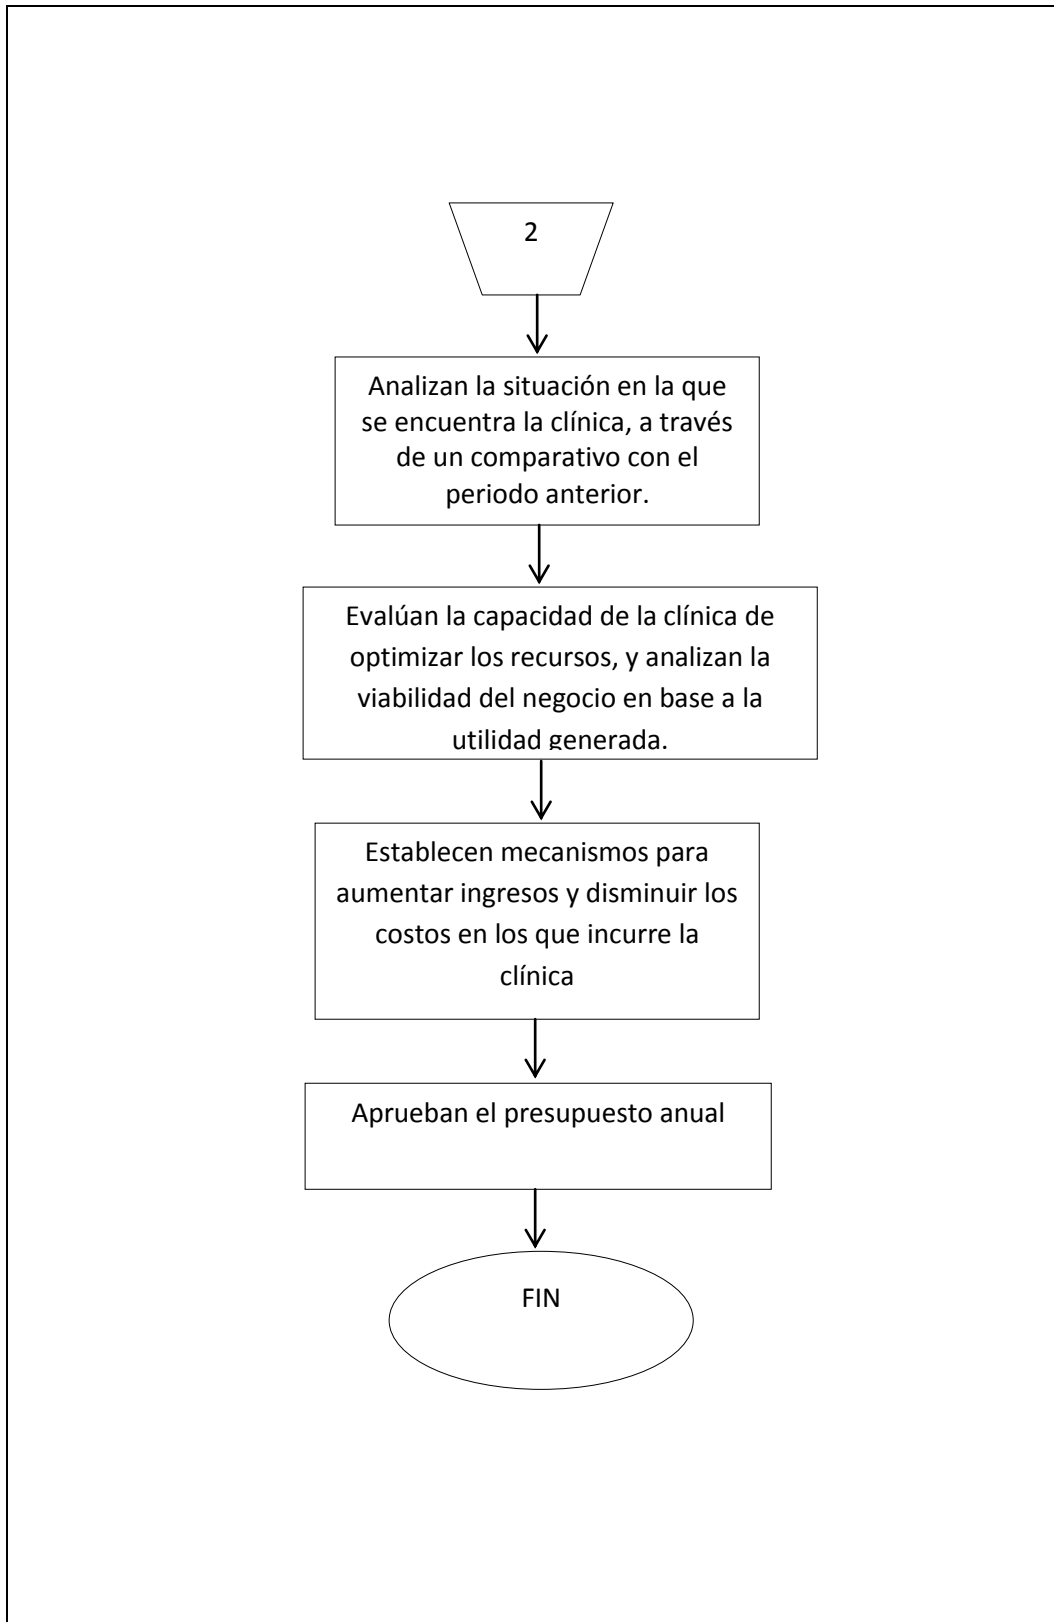 2
Analizan la situación en la que
se encuentra la clínica, a través
de un comparativo con el
periodo anterior.
Evalúan la capacidad de la clínica de
optimizar los recursos, y analizan la
viabilidad del negocio en base a la
utilidad generada.
Establecen mecanismos para
aumentar ingresos y disminuir los
costos en los que incurre la
clínica
Aprueban el presupuesto anual
FIN